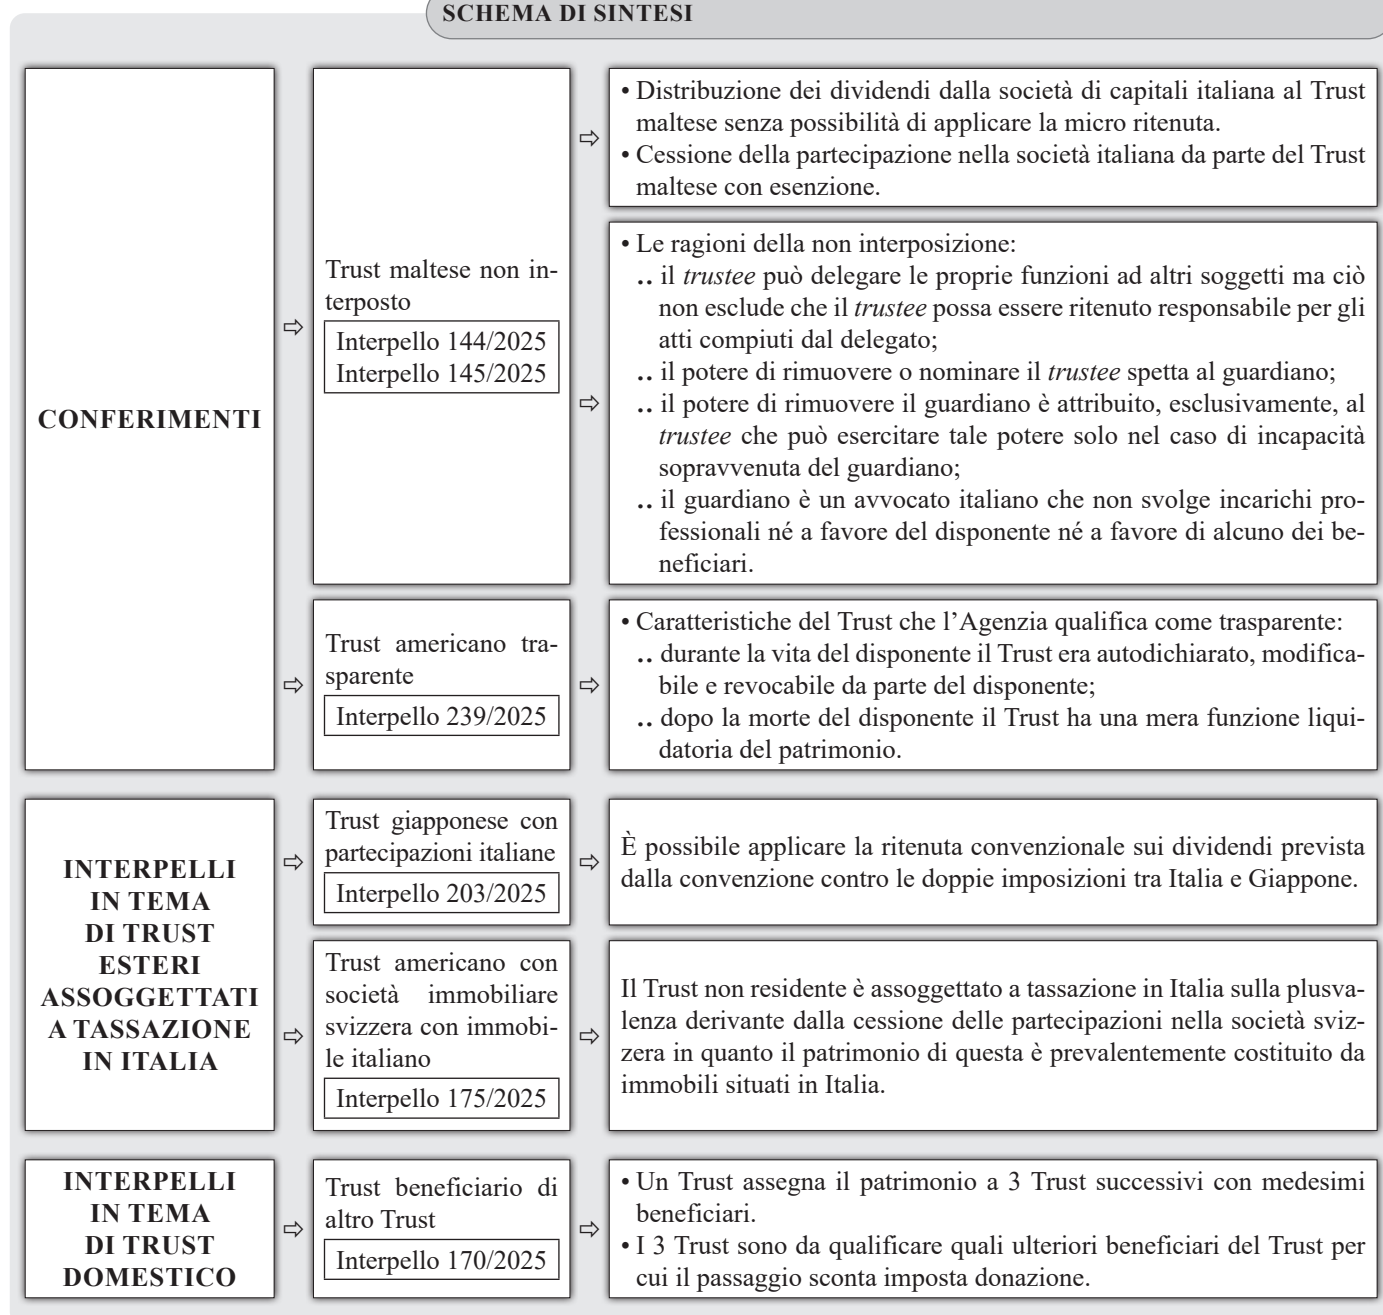 SCHEMA DI SINTESI
CONFERIMENTI
Trust maltese non in-
terposto
Interpello 144/2025
Interpello 145/2025
• Distribuzione dei dividendi dalla società di capitali italiana al Trust
maltese senza possibilità di applicare la micro ritenuta.
• Cessione della partecipazione nella società italiana da parte del Trust
maltese con esenzione.
• Le ragioni della non interposizione:
.. il trustee può delegare le proprie funzioni ad altri soggetti ma ciò
non esclude che il trustee possa essere ritenuto responsabile per gli
atti compiuti dal delegato;
.. il potere di rimuovere o nominare il trustee spetta al guardiano;
.. il potere di rimuovere il guardiano è attribuito, esclusivamente, al
trustee che può esercitare tale potere solo nel caso di incapacità
sopravvenuta del guardiano;
.. il guardiano è un avvocato italiano che non svolge incarichi pro-
fessionali né a favore del disponente né a favore di alcuno dei be-
neficiari.
Trust americano tra-
sparente
Interpello 239/2025
• Caratteristiche del Trust che l’Agenzia qualifica come trasparente:
.. durante la vita del disponente il Trust era autodichiarato, modifica-
bile e revocabile da parte del disponente;
.. dopo la morte del disponente il Trust ha una mera funzione liqui-
datoria del patrimonio.
INTERPELLI
IN TEMA
DI TRUST
ESTERI
ASSOGGETTATI
A TASSAZIONE
IN ITALIA
Trust giapponese con
partecipazioni italiane
Interpello 203/2025
È possibile applicare la ritenuta convenzionale sui dividendi prevista
dalla convenzione contro le doppie imposizioni tra Italia e Giappone.
Trust americano con
società immobiliare
svizzera con immobi-
le italiano
Interpello 175/2025
Il Trust non residente è assoggettato a tassazione in Italia sulla plusva-
lenza derivante dalla cessione delle partecipazioni nella società sviz-
zera in quanto il patrimonio di questa è prevalentemente costituito da
immobili situati in Italia.
INTERPELLI
IN TEMA
DI TRUST
DOMESTICO
Trust beneficiario di
altro Trust
Interpello 170/2025
• Un Trust assegna il patrimonio a 3 Trust successivi con medesimi
beneficiari.
• I 3 Trust sono da qualificare quali ulteriori beneficiari del Trust per
cui il passaggio sconta imposta donazione.